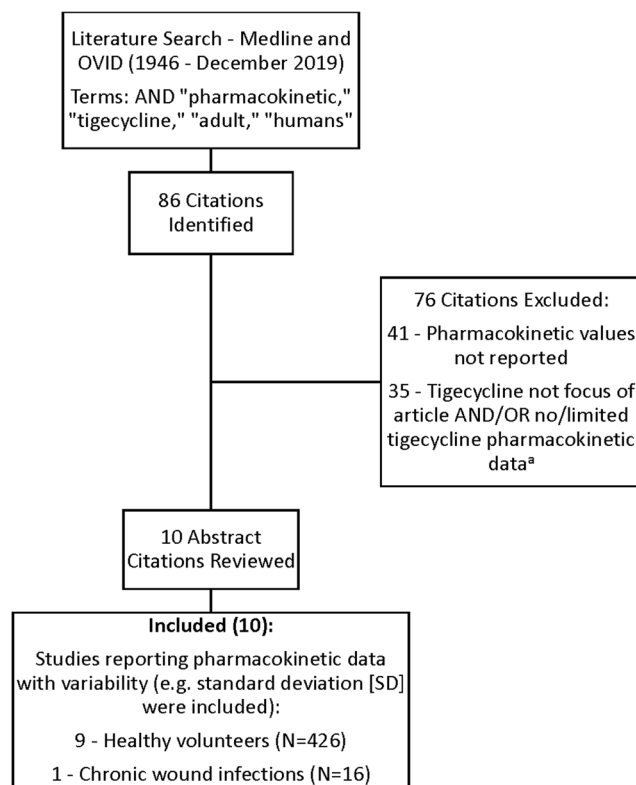 Literature Search - Medline and
OVID (1946 - December 2019)
Terms: AND "pharmacokinetic,"
"tigecycline," "adult," "humans"
86 Citations
Identified
76 Citations Excluded:
41 - Pharmacokinetic values
not reported
35 - Tigecycline not focus of
article AND/OR no/limited
tigecycline pharmacokinetic
dataᵃ
10 Abstract
Citations Reviewed
Included (10):
Studies reporting pharmacokinetic data
with variability (e.g. standard deviation [SD]
were included):
9 - Healthy volunteers (N=426)
1 - Chronic wound infections (N=16)